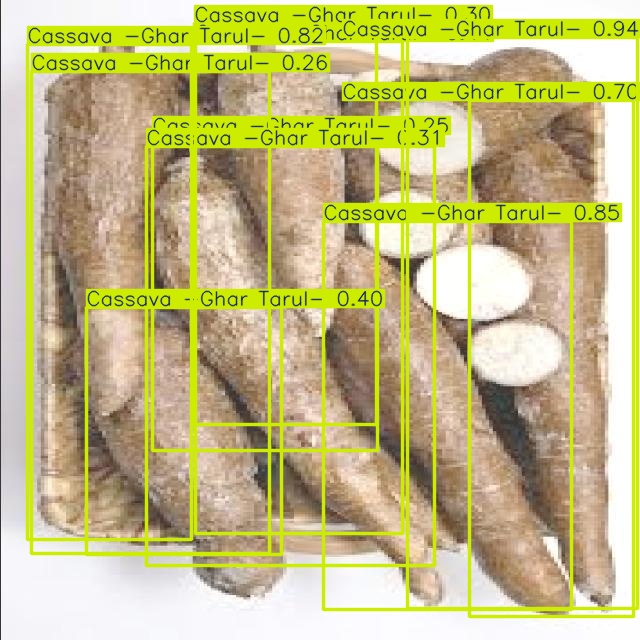 Cassava -Ghar Tarul- 0.30
Cassava -Ghar Tarul- 0.94
Cassava -Ghar Tarul- 0.82
Cassava -Ghar Tarul- 0.26
Cassava -Ghar Tarul- 0.70
Cassava -Ghar Tarul- 0.25
Cassava -Ghar Tarul- 0.31
Cassava -Ghar Tarul- 0.85
Cassava -Ghar Tarul- 0.40